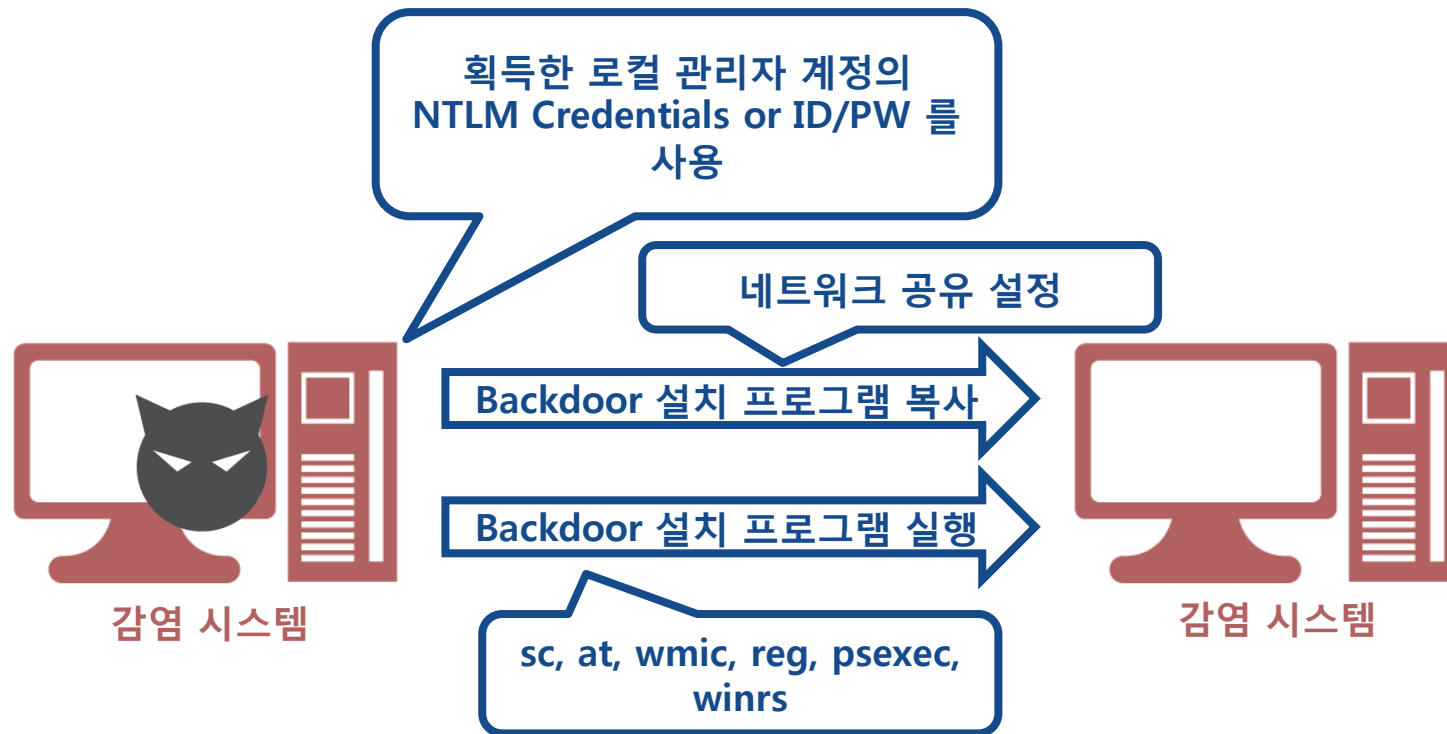 획득한 로컬 관리자 계정의
NTLM Credentials or ID/PW 를
사용
네트워크 공유 설정
Backdoor 설치 프로그램 복사
Backdoor 설치 프로그램 실행
감염 시스템
감염 시스템
sc, at, wmic, reg, psexec,
winrs